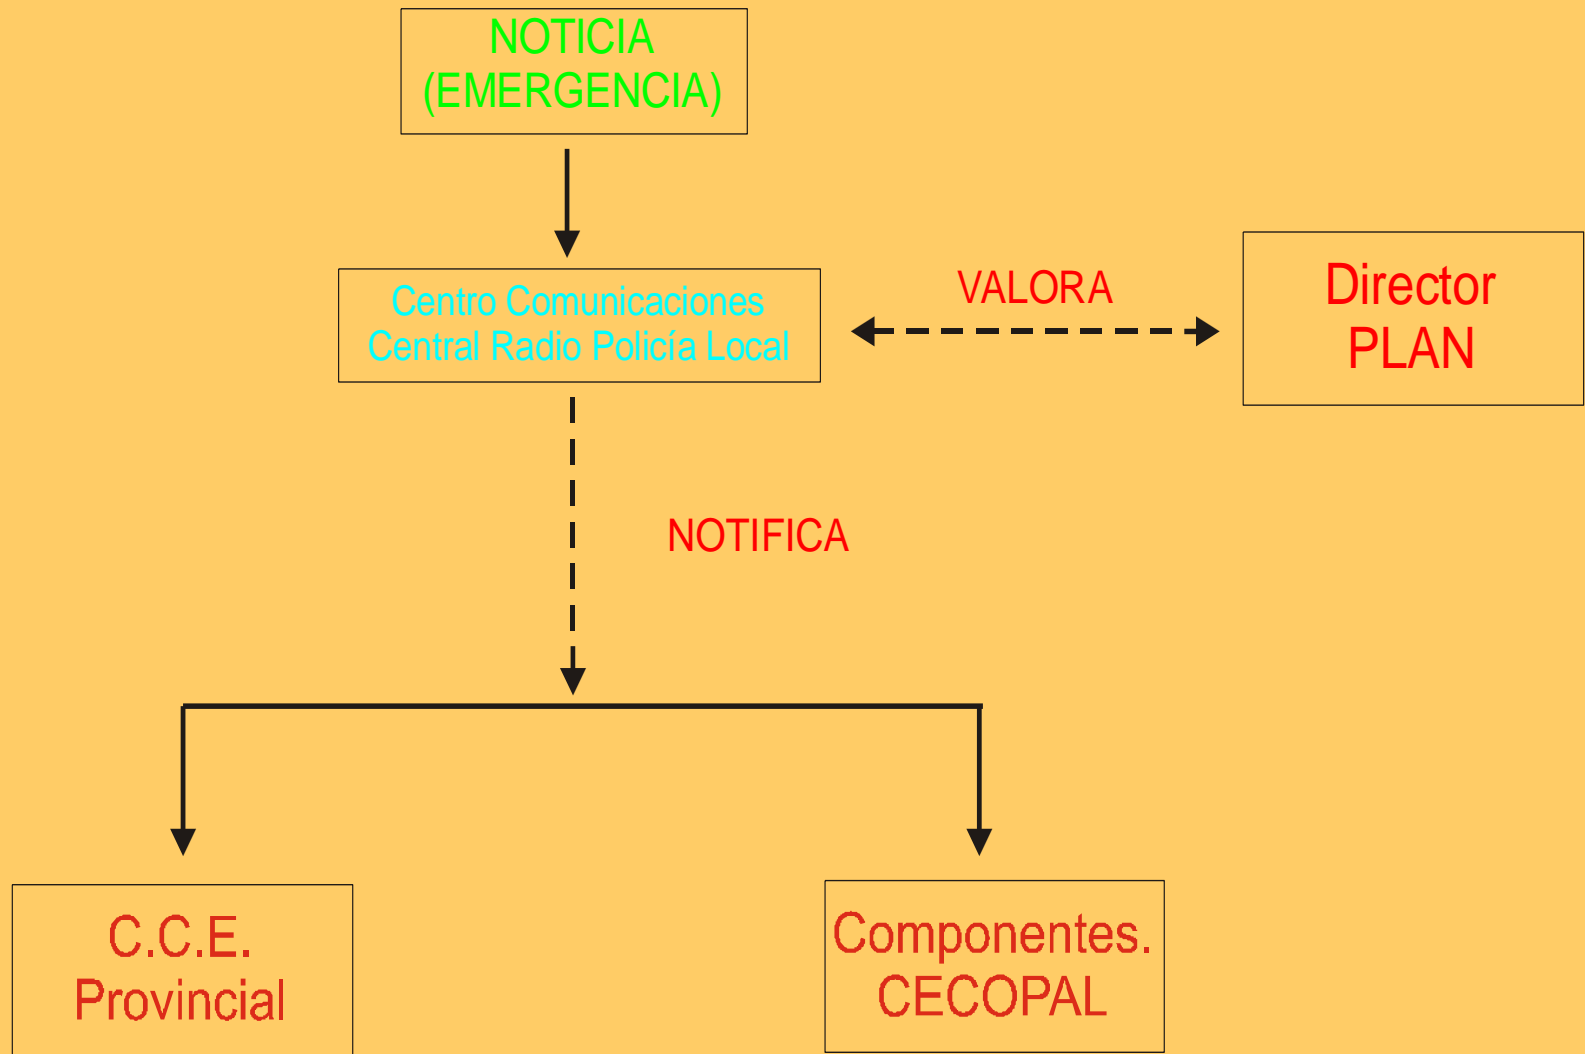 NOTICIA
(EMERGENCIA)
Centro Comunicaciones
Central Radio Policía Local
VALORA
Director
PLAN
NOTIFICA
C.C.E.
Provincial
Componentes.
CECOPAL